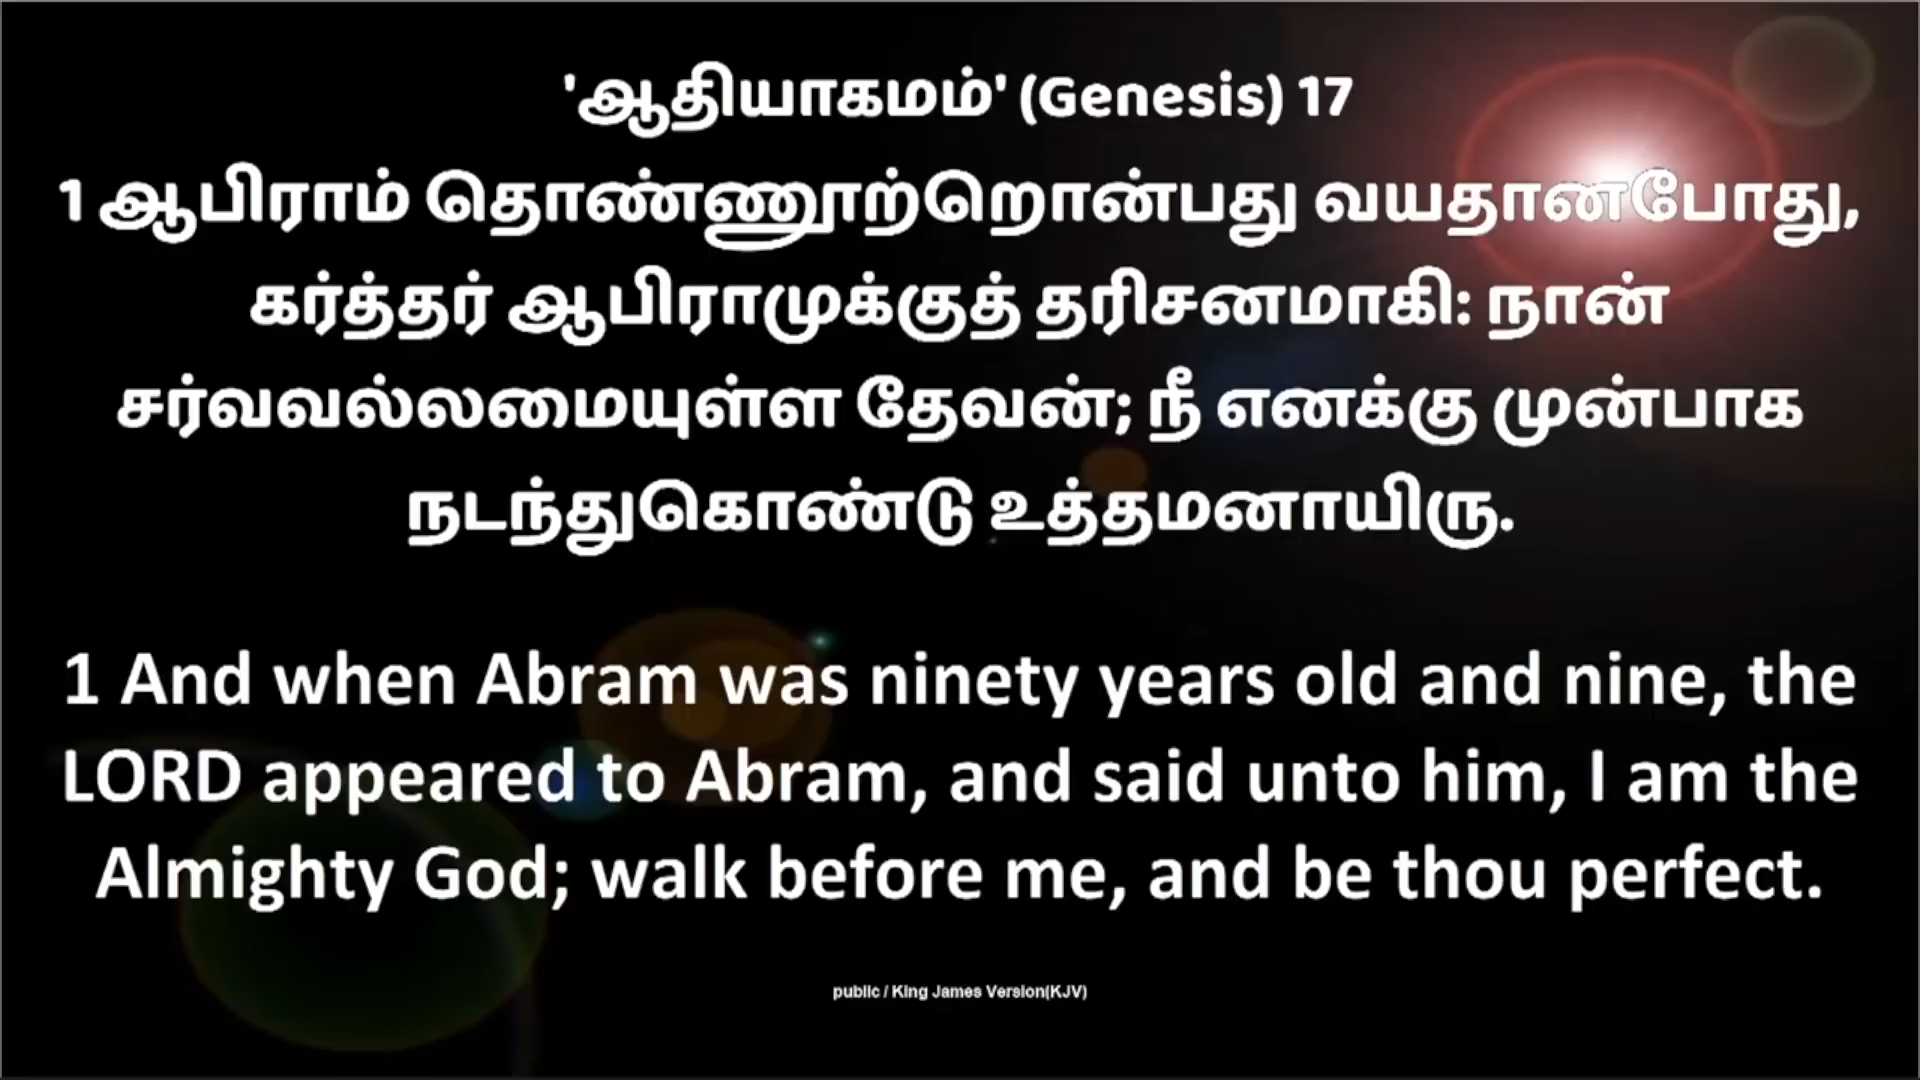 'ஆதியாகமம்' (Genesis) 17
1 ஆபிராம் தொண்ணூற்றொன்பது வயதானபோது,
கர்த்தர் ஆபிராமுக்குத் தரிசனமாகி: நான்
சர்வவல்லமையுள்ள தேவன்; நீ எனக்கு முன்பாக
நடந்துகொண்டு உத்தமனாயிரு.
1 And when Abram was ninety years old and nine, the
LORD appeared to Abram, and said unto him, I am the
Almighty God; walk before me, and be thou perfect.
public / King James Version(KJV)